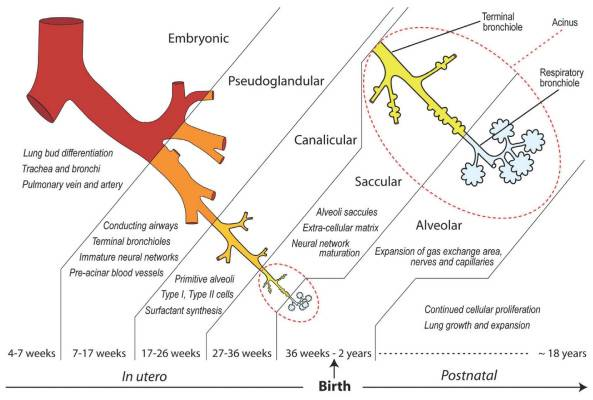 Embryonic
Lung bud differentiation
Trachea and bronchi
Pulmonary vein and artery
Pseudoglandular
Conducting airways
Terminal bronchioles
Immature neural networks
Pre-acinar blood vessels
Canalicular
Primitive alveoli
Type I, Type II cells
Surfactant synthesis
Saccular
Alveoli saccules
Extra-cellular matrix
Neural network
maturation
Alveolar
Expansion of gas exchange area,
nerves and capillaries
Continued cellular proliferation
Lung growth and expansion
Terminal
bronchiole
Acinus
Respiratory
bronchiole
4-7 weeks
7-17 weeks
17-26 weeks
27-36 weeks
36 weeks - 2 years
~ 18 years
In utero
Birth
Postnatal